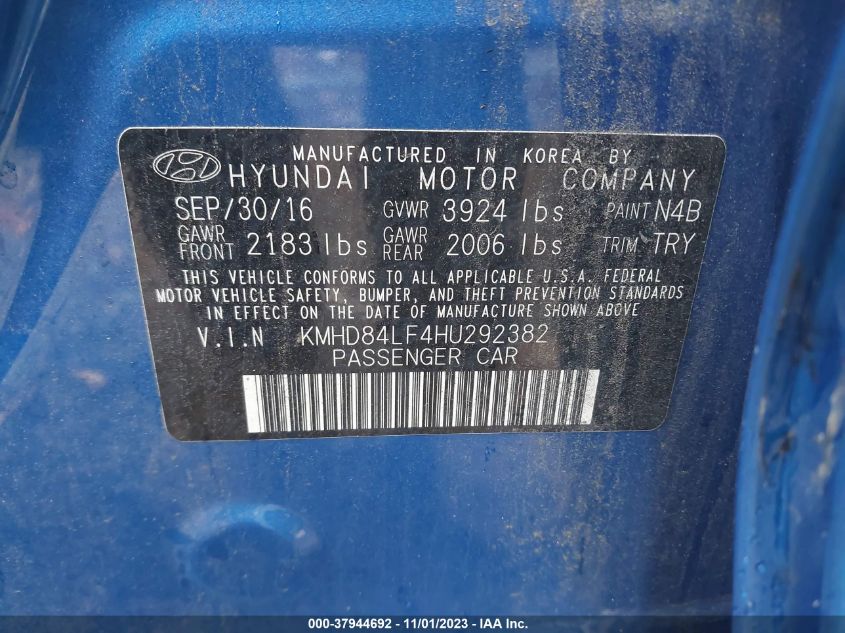 MANUFACTURED IN KOREA BY
HYUNDAI MOTOR COMPANY
SEP/30/16 GVWR 3924 lbs PAINT N4B
GAWR FRONT 2183 lbs GAWR REAR 2006 lbs TRIM TRY
THIS VEHICLE CONFORMS TO ALL APPLICABLE U.S.A. FEDERAL
MOTOR VEHICLE SAFETY, BUMPER, AND THEFT PREVENTION STANDARDS
IN EFFECT ON THE DATE OF MANUFACTURE SHOWN ABOVE
V.I.N KMHD84LF4HU292382
PASSENGER CAR
000-37944692 - 11/01/2023 - IAA Inc.